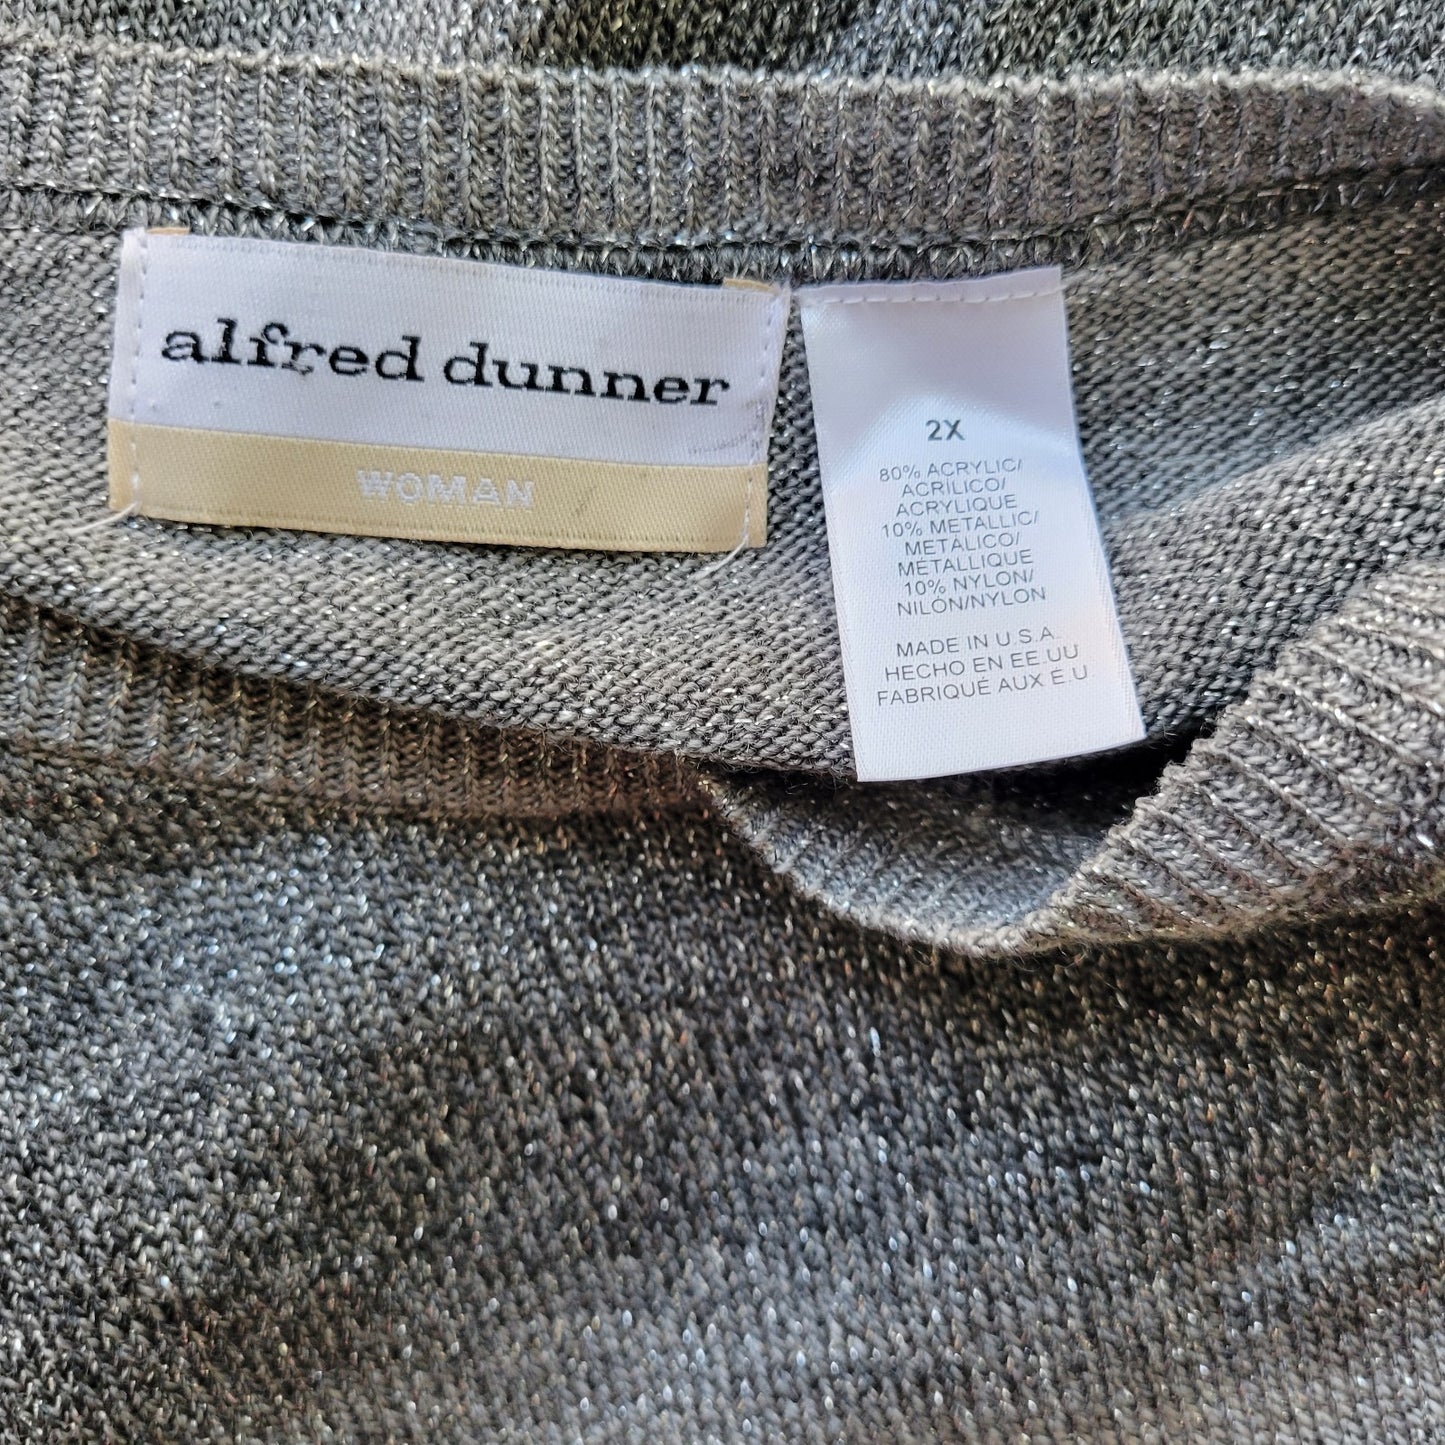 alfred dunner
WOMAN
2X
80% ACRYLIC/
ACRÍLICO/
ACRYLIQUE
10% METALLIC/
METÁLICO/
MÉTALLIQUE
10% NYLON/
NILÓN/NYLON
MADE IN U.S.A.
HECHO EN EE.UU
FABRIQUÉ AUX É.U